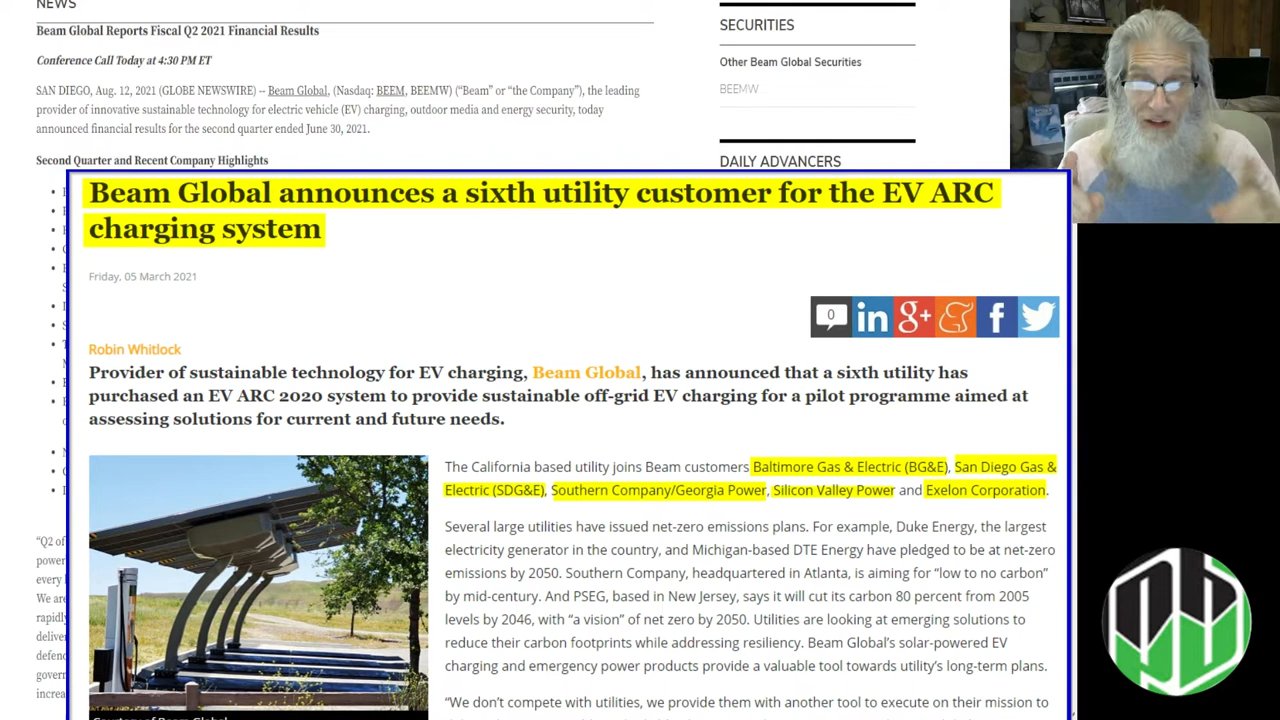 NEWS
Beam Global Reports Fiscal Q2 2021 Financial Results
Conference Call Today at 4:30 PM ET
SAN DIEGO, Aug. 12, 2021 (GLOBE NEWSWIRE) -- Beam Global, (Nasdaq: BEEM, BEEMW) (“Beam” or “the Company”), the leading
provider of innovative sustainable technology for electric vehicle (EV) charging, outdoor media and energy security, today
announced financial results for the second quarter ended June 30, 2021.
Second Quarter and Recent Company Highlights
SECURITIES
Other Beam Global Securities
BEEMW
DAILY ADVANCERS
Beam Global announces a sixth utility customer for the EV ARC
charging system
Friday, 05 March 2021
0
Robin Whitlock
Provider of sustainable technology for EV charging, Beam Global, has announced that a sixth utility has
purchased an EV ARC 2020 system to provide sustainable off-grid EV charging for a pilot programme aimed at
assessing solutions for current and future needs.
The California based utility joins Beam customers Baltimore Gas & Electric (BG&E), San Diego Gas &
Electric (SDG&E), Southern Company/Georgia Power, Silicon Valley Power and Exelon Corporation.
Several large utilities have issued net-zero emissions plans. For example, Duke Energy, the largest
electricity generator in the country, and Michigan-based DTE Energy have pledged to be at net-zero
emissions by 2050. Southern Company, headquartered in Atlanta, is aiming for “low to no carbon”
by mid-century. And PSEG, based in New Jersey, says it will cut its carbon 80 percent from 2005
levels by 2046, with “a vision” of net zero by 2050. Utilities are looking at emerging solutions to
reduce their carbon footprints while addressing resiliency. Beam Global’s solar-powered EV
charging and emergency power products provide a valuable tool towards utility’s long-term plans.
“We don’t compete with utilities, we provide them with another tool to execute on their mission to
“Q2 of
power
every
We are
rapidly
deliver
defenc
govern
increa